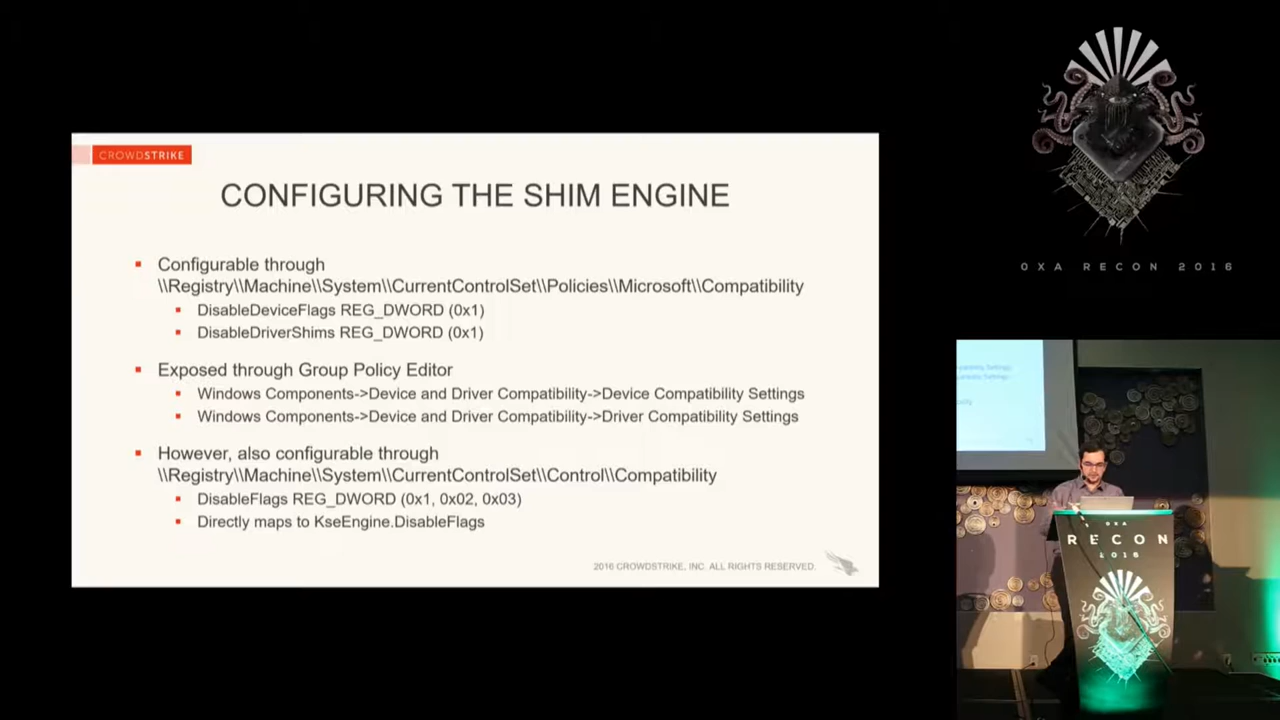 CROWDSTRIKE
CONFIGURING THE SHIM ENGINE
Configurable through
\\Registry\\Machine\\System\\CurrentControlSet\\Policies\\Microsoft\\Compatibility
DisableDeviceFlags REG_DWORD (0x1)
DisableDriverShims REG_DWORD (0x1)
Exposed through Group Policy Editor
Windows Components->Device and Driver Compatibility->Device Compatibility Settings
Windows Components->Device and Driver Compatibility->Driver Compatibility Settings
However, also configurable through
\\Registry\\Machine\\System\\CurrentControlSet\\Control\\Compatibility
DisableFlags REG_DWORD (0x1, 0x02, 0x03)
Directly maps to KseEngine.DisableFlags
2016 CROWDSTRIKE, INC. ALL RIGHTS RESERVED.
0XA RECON 2016
0XA
RECON
2016